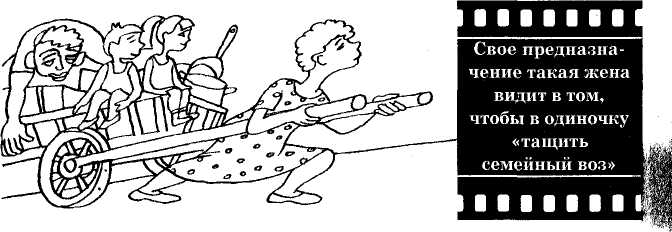 Свое предназна-
чение такая жена
видит в том,
чтобы в одиночку
«тащить
семейный воз»